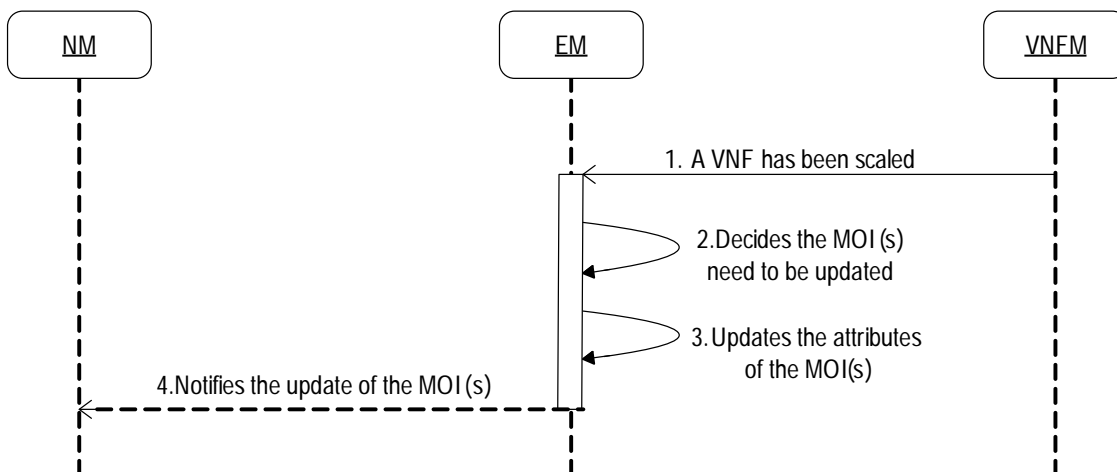 NM
EM
VNFM
1. A VNF has been scaled
2.Decides the MOI (s)
need to be updated
3.Updates the attributes
of the MOI(s)
4.Notifies the update of the MOI (s)